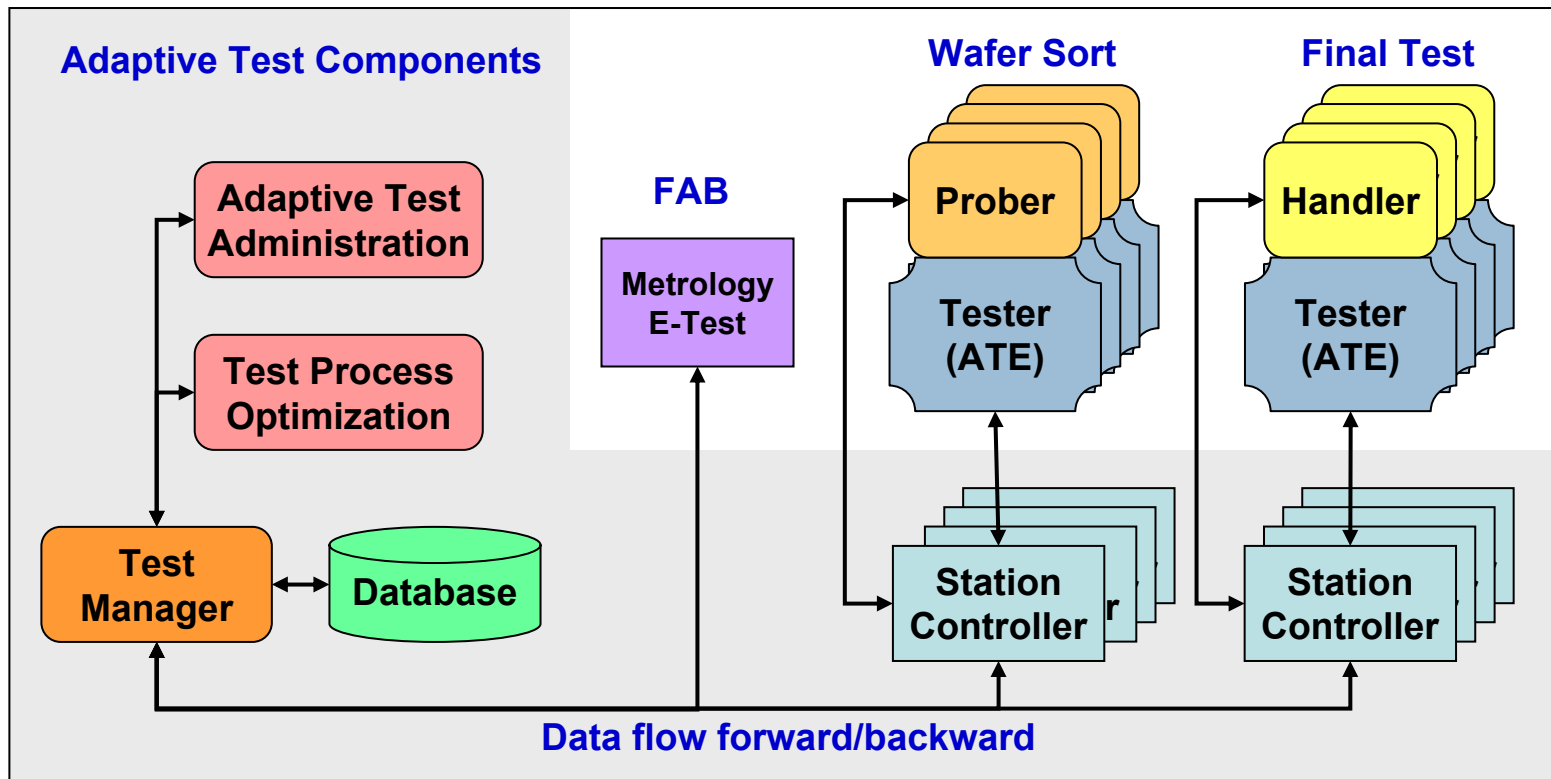 Adaptive Test Components
Wafer Sort
Final Test
FAB
Adaptive Test
Administration
Test Process
Optimization
Test
Manager
Database
Metrology
E-Test
Prober
Tester
(ATE)
Station
Controller
Handler
Tester
(ATE)
Station
Controller
Data flow forward/backward